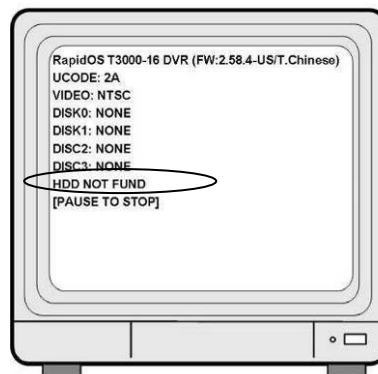 RapidOS T3000-16 DVR (FW:2.58.4-US/T.Chinese)
UCODE: 2A
VIDEO: NTSC
DISK0: NONE
DISK1: NONE
DISC2: NONE
DISC3: NONE
HDD NOT FUND
[PAUSE TO STOP]